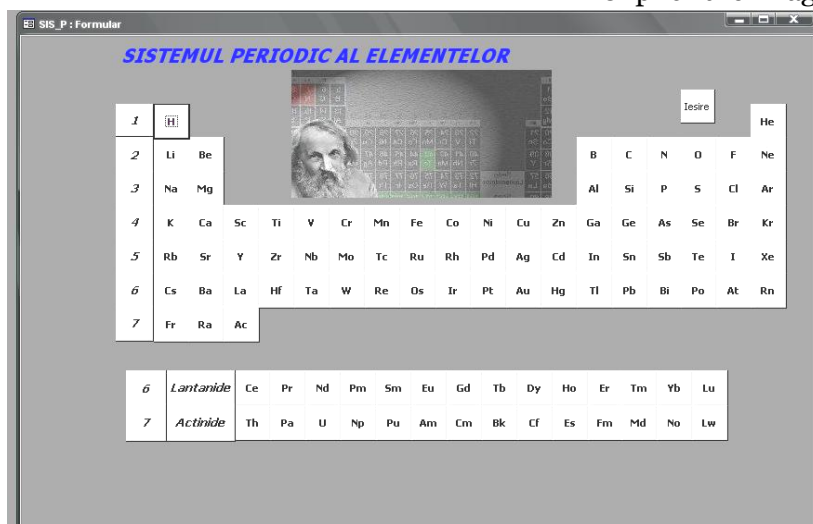 SIS_P : Formular
SISTEMUL PERIODIC AL ELEMENTELOR
Iesire
1 H He
2 Li Be B C N O F Ne
3 Na Mg Al Si P S Cl Ar
4 K Ca Sc Ti V Cr Mn Fe Co Ni Cu Zn Ga Ge As Se Br Kr
5 Rb Sr Y Zr Nb Mo Tc Ru Rh Pd Ag Cd In Sn Sb Te I Xe
6 Cs Ba La Hf Ta W Re Os Ir Pt Au Hg Tl Pb Bi Po At Rn
7 Fr Ra Ac
6 Lantanide Ce Pr Nd Pm Sm Eu Gd Tb Dy Ho Er Tm Yb Lu
7 Actinide Th Pa U Np Pu Am Cm Bk Cf Es Fm Md No Lw